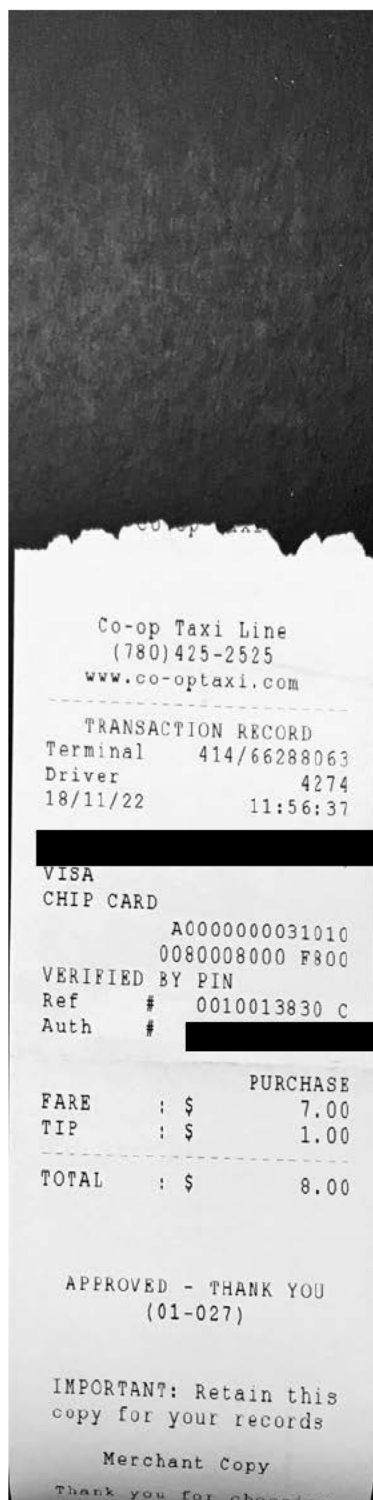 Co-op Taxi Line
(780)425-2525
www.co-optaxi.com
TRANSACTION RECORD
Terminal 414/66288063
Driver 4274
18/11/22 11:56:37
VISA
CHIP CARD
A0000000031010
0080008000 F800
VERIFIED BY PIN
Ref # 0010013830 C
Auth #
PURCHASE
FARE : $ 7.00
TIP : $ 1.00
TOTAL : $ 8.00
APPROVED - THANK YOU
(01-027)
IMPORTANT: Retain this
copy for your records
Merchant Copy
Thank you for